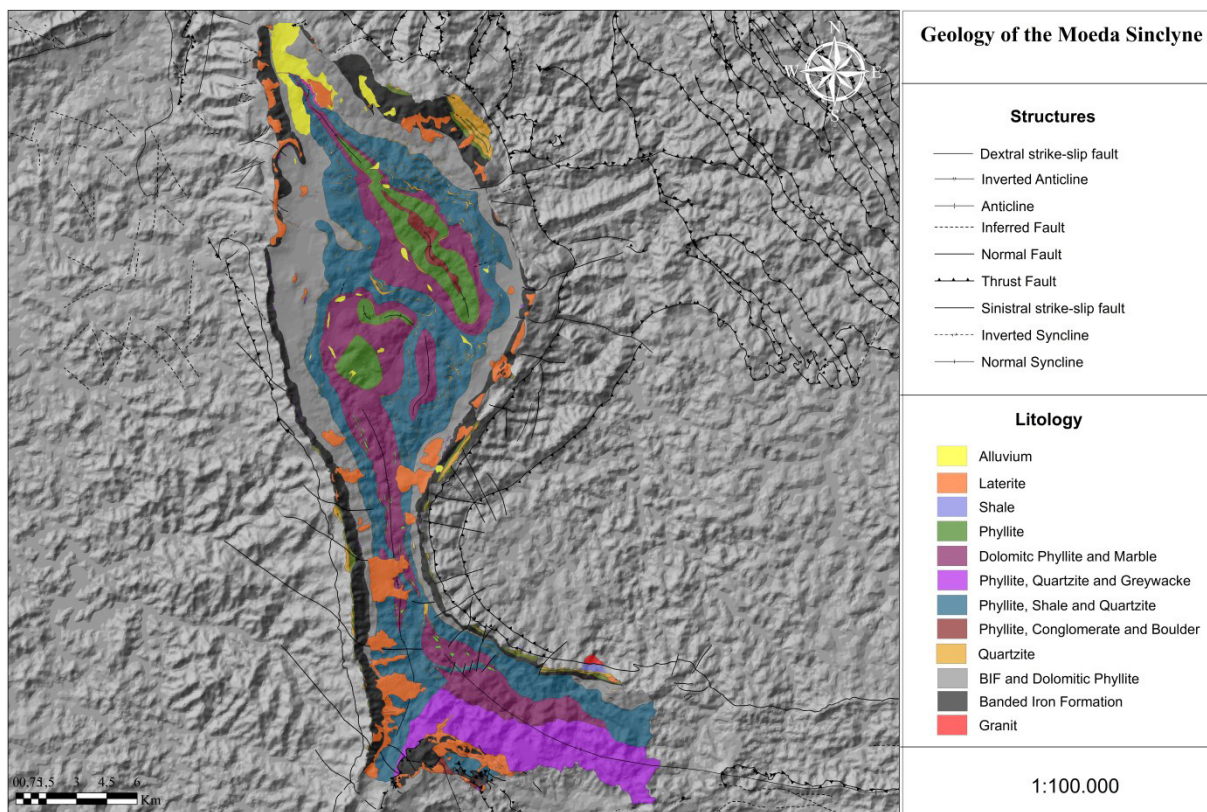 Geology of the Moeda Sinclyne
N
W
E
S
Structures
Dextral strike-slip fault
Inverted Anticline
Anticline
Inferred Fault
Normal Fault
Thrust Fault
Sinistral strike-slip fault
Inverted Syncline
Normal Syncline
Litology
Alluvium
Laterite
Shale
Phyllite
Dolomitc Phyllite and Marble
Phyllite, Quartzite and Greywacke
Phyllite, Shale and Quartzite
Phyllite, Conglomerate and Boulder
Quartzite
BIF and Dolomitic Phyllite
Banded Iron Formation
Granit
00,751,5 3 4,5 6
Km
1:100.000